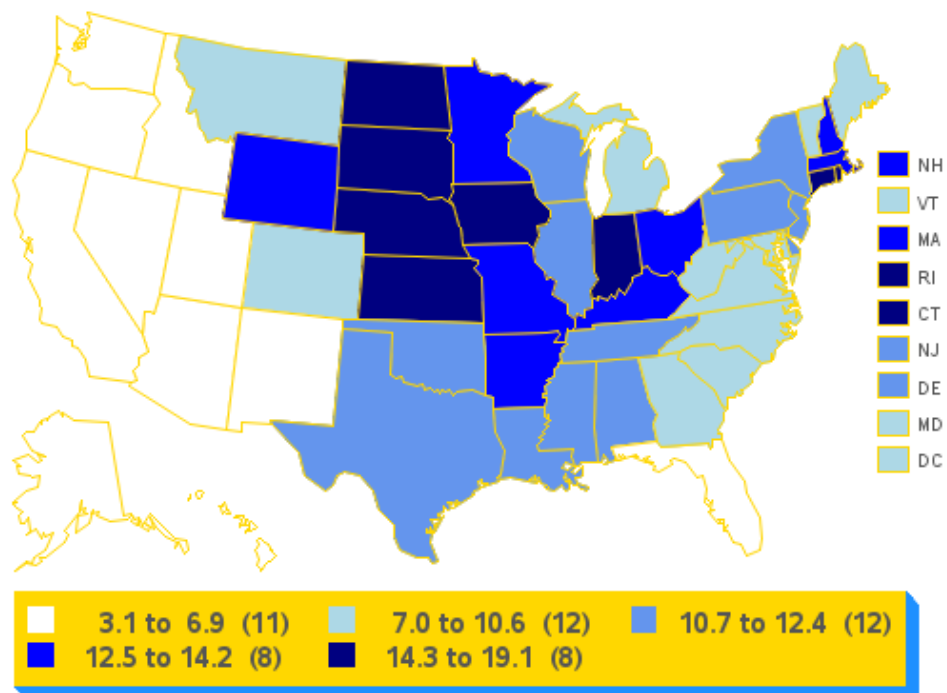 NH
VT
MA
RI
CT
NJ
DE
MD
DC
3.1 to 6.9 (11) 7.0 to 10.6 (12) 10.7 to 12.4 (12)
12.5 to 14.2 (8) 14.3 to 19.1 (8)